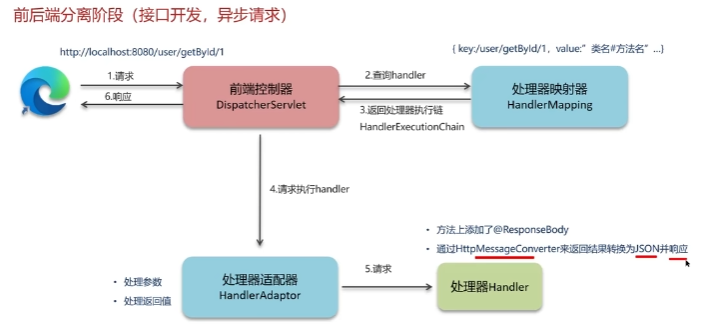 前后端分离阶段（接口开发，异步请求）
http://localhost:8080/user/getById/1
{ key:/user/getById/1，value:”类名#方法名”…}
1.请求
6.响应
前端控制器
DispatcherServlet
2.查询handler
3.返回处理器执行链
HandlerExecutionChain
处理器映射器
HandlerMapping
4.请求执行handler
• 方法上添加了@ResponseBody
• 通过HttpMessageConverter来返回结果转换为JSON并响应
• 处理参数
• 处理返回值
处理器适配器
HandlerAdaptor
5.请求
处理器Handler